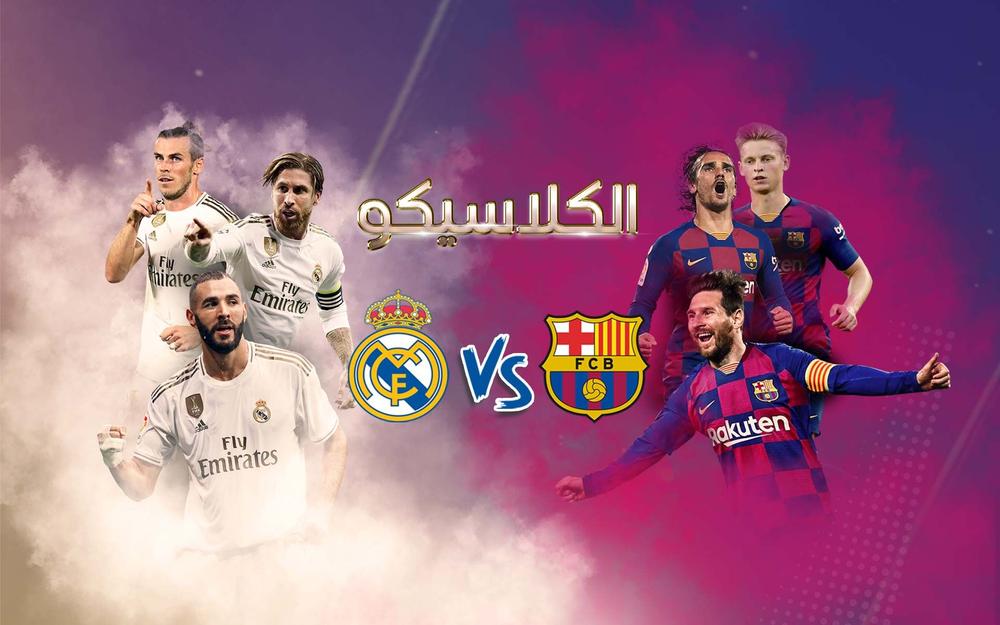 الكلاسيكو
Fly
Emirates
Fly
Emirates
Fly
Emirates
VS
FCB
Rakuten